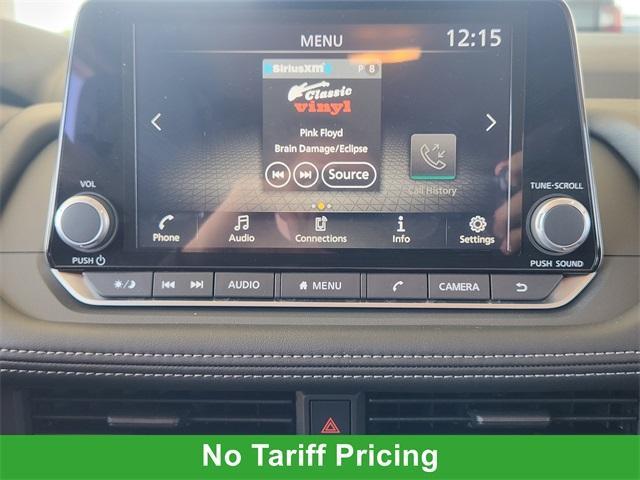 MENU 12:15
SiriusXM P 8
Classic
vinyl
Pink Floyd
Brain Damage/Eclipse
Source
Call History
VOL
TUNE-SCROLL
Phone Audio Connections Info Settings
PUSH
PUSH SOUND
AUDIO MENU CAMERA
No Tariff Pricing